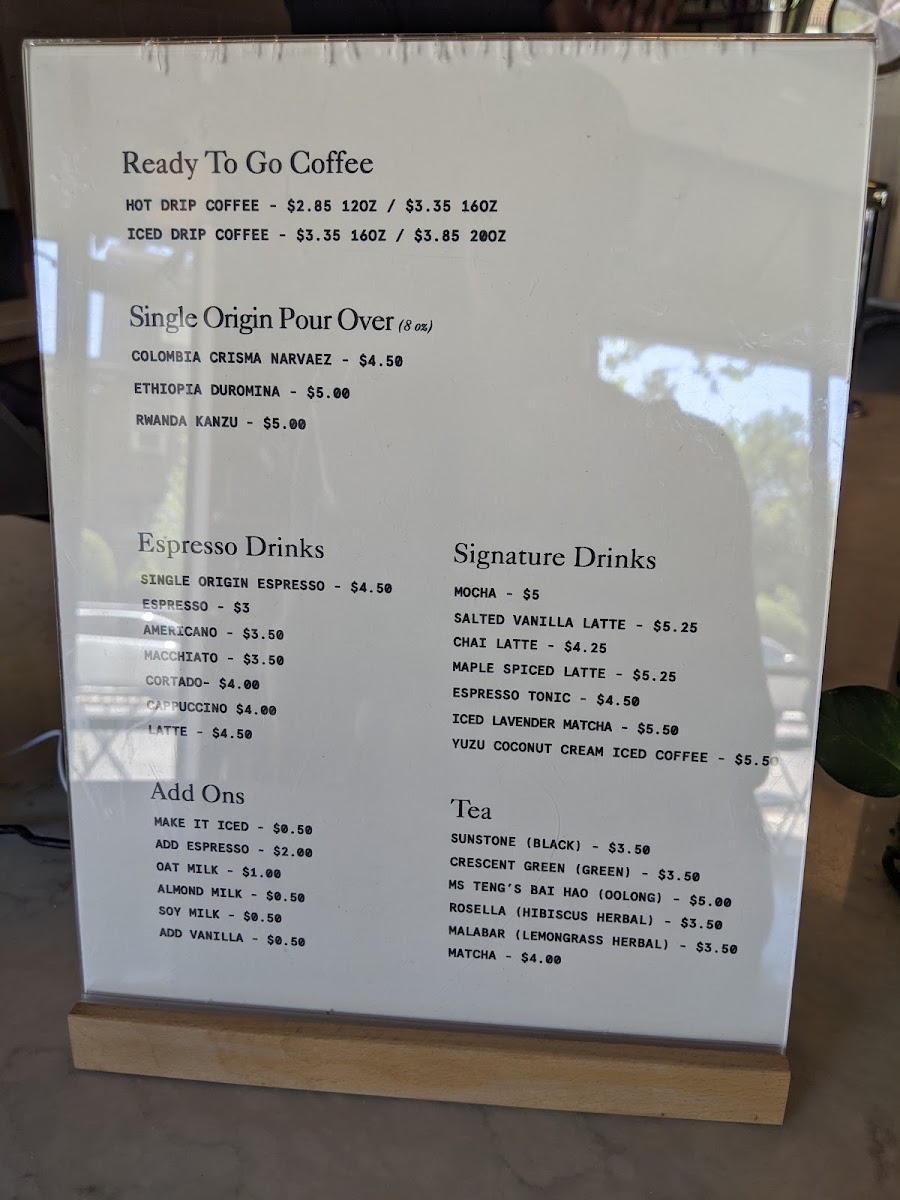 Ready To Go Coffee
HOT DRIP COFFEE - $2.85 12OZ / $3.35 16OZ
ICED DRIP COFFEE - $3.35 16OZ / $3.85 20OZ
Single Origin Pour Over (8 oz)
COLOMBIA CRISMA NARVAEZ - $4.50
ETHIOPIA DUROMINA - $5.00
RWANDA KANZU - $5.00
Espresso Drinks
SINGLE ORIGIN ESPRESSO - $4.50
ESPRESSO - $3
AMERICANO - $3.50
MACCHIATO - $3.50
CORTADO- $4.00
CAPPUCCINO $4.00
LATTE - $4.50
Add Ons
MAKE IT ICED - $0.50
ADD ESPRESSO - $2.00
OAT MILK - $1.00
ALMOND MILK - $0.50
SOY MILK - $0.50
ADD VANILLA - $0.50
Signature Drinks
MOCHA - $5
SALTED VANILLA LATTE - $5.25
CHAI LATTE - $4.25
MAPLE SPICED LATTE - $5.25
ESPRESSO TONIC - $4.50
ICED LAVENDER MATCHA - $5.50
YUZU COCONUT CREAM ICED COFFEE - $5.50
Tea
SUNSTONE (BLACK) - $3.50
CRESCENT GREEN (GREEN) - $3.50
MS TENG'S BAI HAO (OOLONG) - $5.00
ROSELLA (HIBISCUS HERBAL) - $3.50
MALABAR (LEMONGRASS HERBAL) - $3.50
MATCHA - $4.00